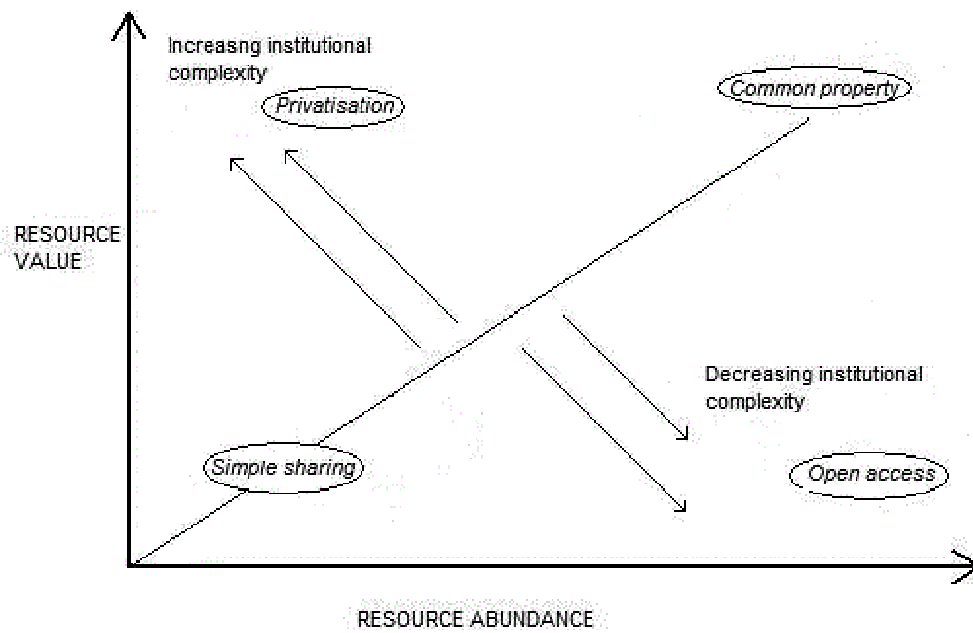 Increasng institutional
complexity
Privatisation
Common property
RESOURCE
VALUE
Decreasing institutional
complexity
Simple sharing
Open access
RESOURCE ABUNDANCE